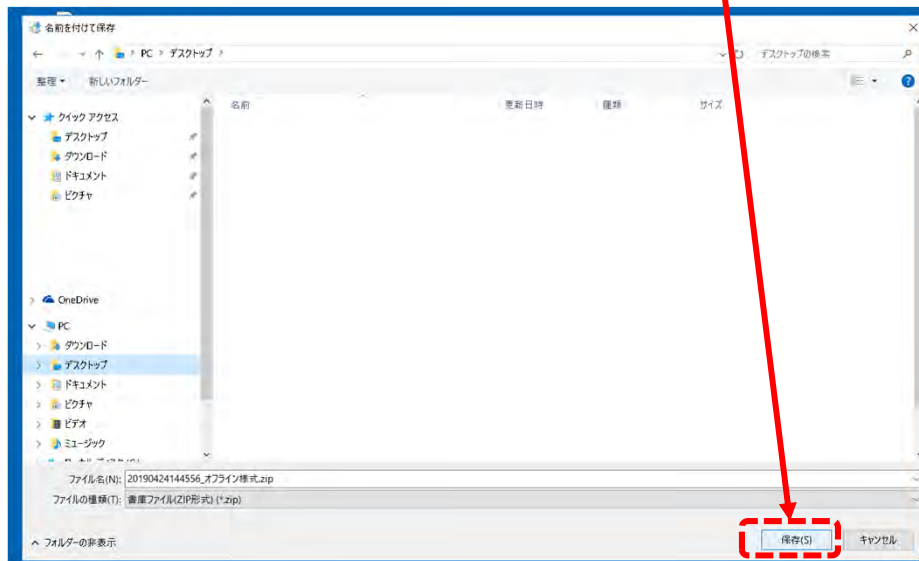 名前を付けて保存
PC > デスクトップ >
デスクトップの検索
整理 新しいフォルダー
名前 更新日時 種類 サイズ
クイック アクセス
デスクトップ
ダウンロード
ドキュメント
ピクチャ
OneDrive
PC
ダウンロード
デスクトップ
ドキュメント
ピクチャ
ビデオ
ミュージック
ファイル名(N): 20190424144556_オフライン様式.zip
ファイルの種類(T): 書庫ファイル(ZIP形式) (*.zip)
フォルダーの非表示
保存(S) キャンセル